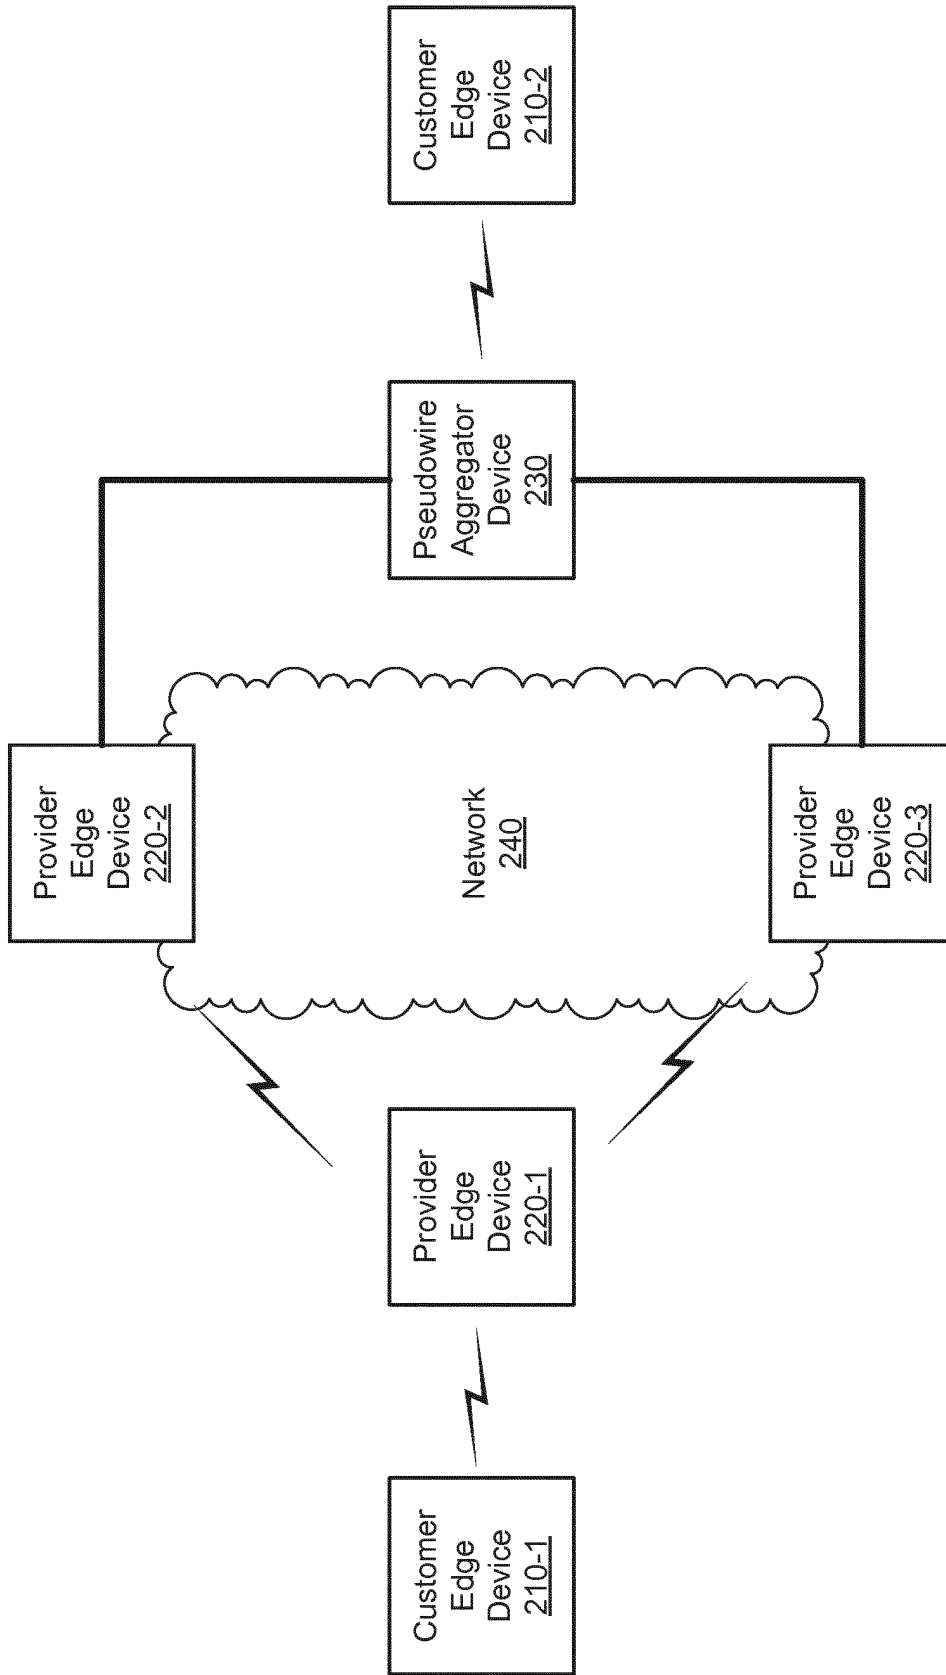 Customer
Edge
Device
210-1
Provider
Edge
Device
220-1
Provider
Edge
Device
220-2
Network
240
Provider
Edge
Device
220-3
Pseudowire
Aggregator
Device
230
Customer
Edge
Device
210-2